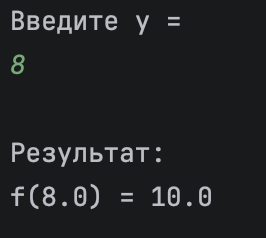 Введите y =
8
Результат:
f(8.0) = 10.0